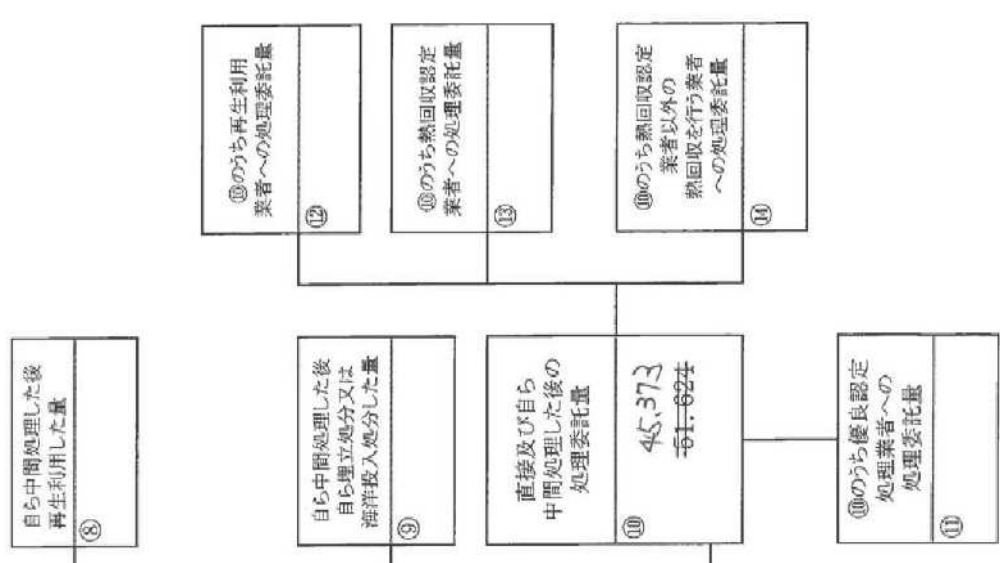 自ら中間処理した後
再生利用した量
⑧
自ら中間処理した後
自ら埋立処分又は
海洋投入処分した量
⑨
直接及び自ら
中間処理した後の
処理委託量
⑩
45.373
51.624
⑩のうち優良認定
処理業者への
処理委託量
⑪
⑩のうち再生利用
業者への処理委託量
⑫
⑩のうち熱回収認定
業者への処理委託量
⑬
⑩のうち熱回収認定
業者以外の
熱回収を行う業者
への処理委託量
⑭